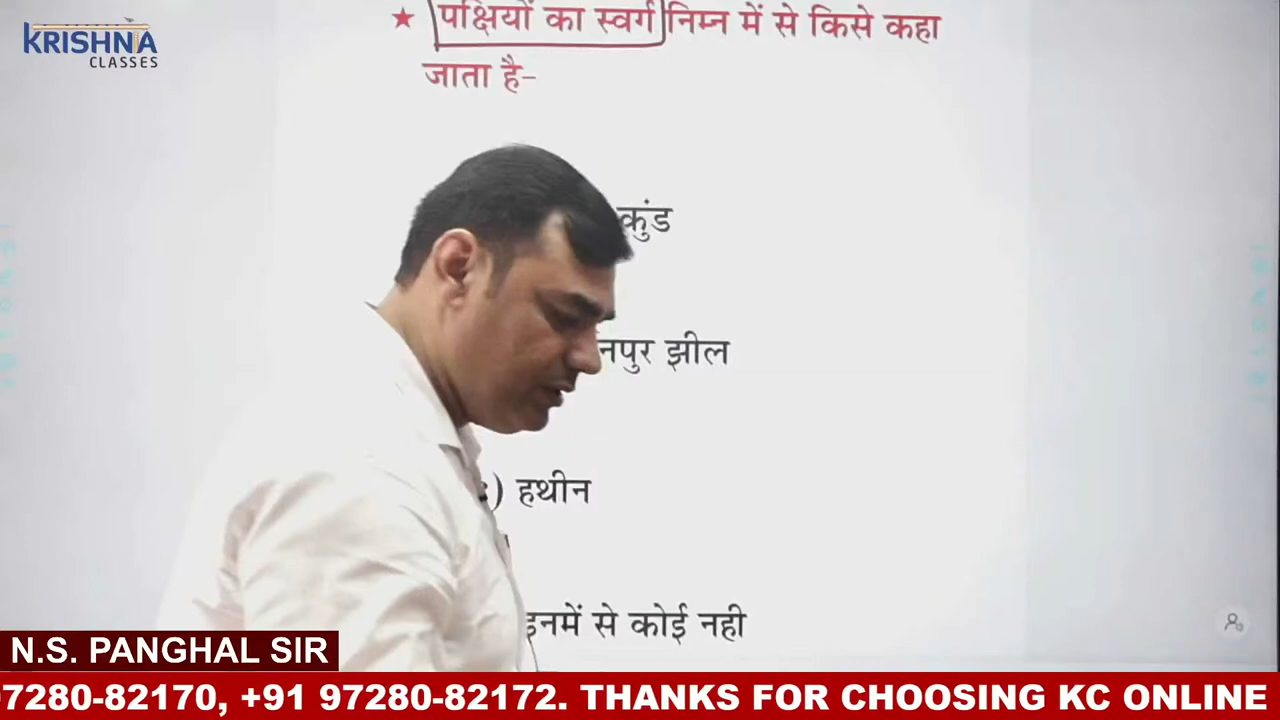 KRISHNA
CLASSES
★ पक्षियों का स्वर्ग निम्न में से किसे कहा
जाता है-
कुंड
झील
) हथीन
इनमें से कोई नही
N.S. PANGHAL SIR
7280-82170, +91 97280-82172. THANKS FOR CHOOSING KC ONLINE